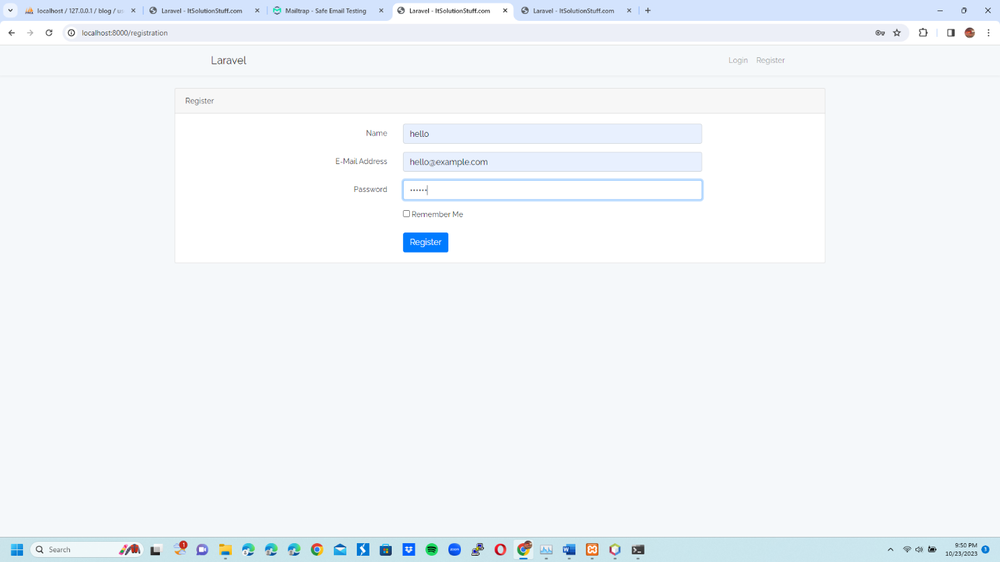 localhost / 127.0.0.1 / blog / us
Laravel - ItSolutionStuff.com
Mailtrap - Safe Email Testing
Laravel - ItSolutionStuff.com
Laravel - ItSolutionStuff.com
localhost:8000/registration
Laravel
Login Register
Register
Name
hello
E-Mail Address
hello@example.com
Password
••••••
Remember Me
Register
Search
1
zoom
9:50 PM
10/23/2023
3